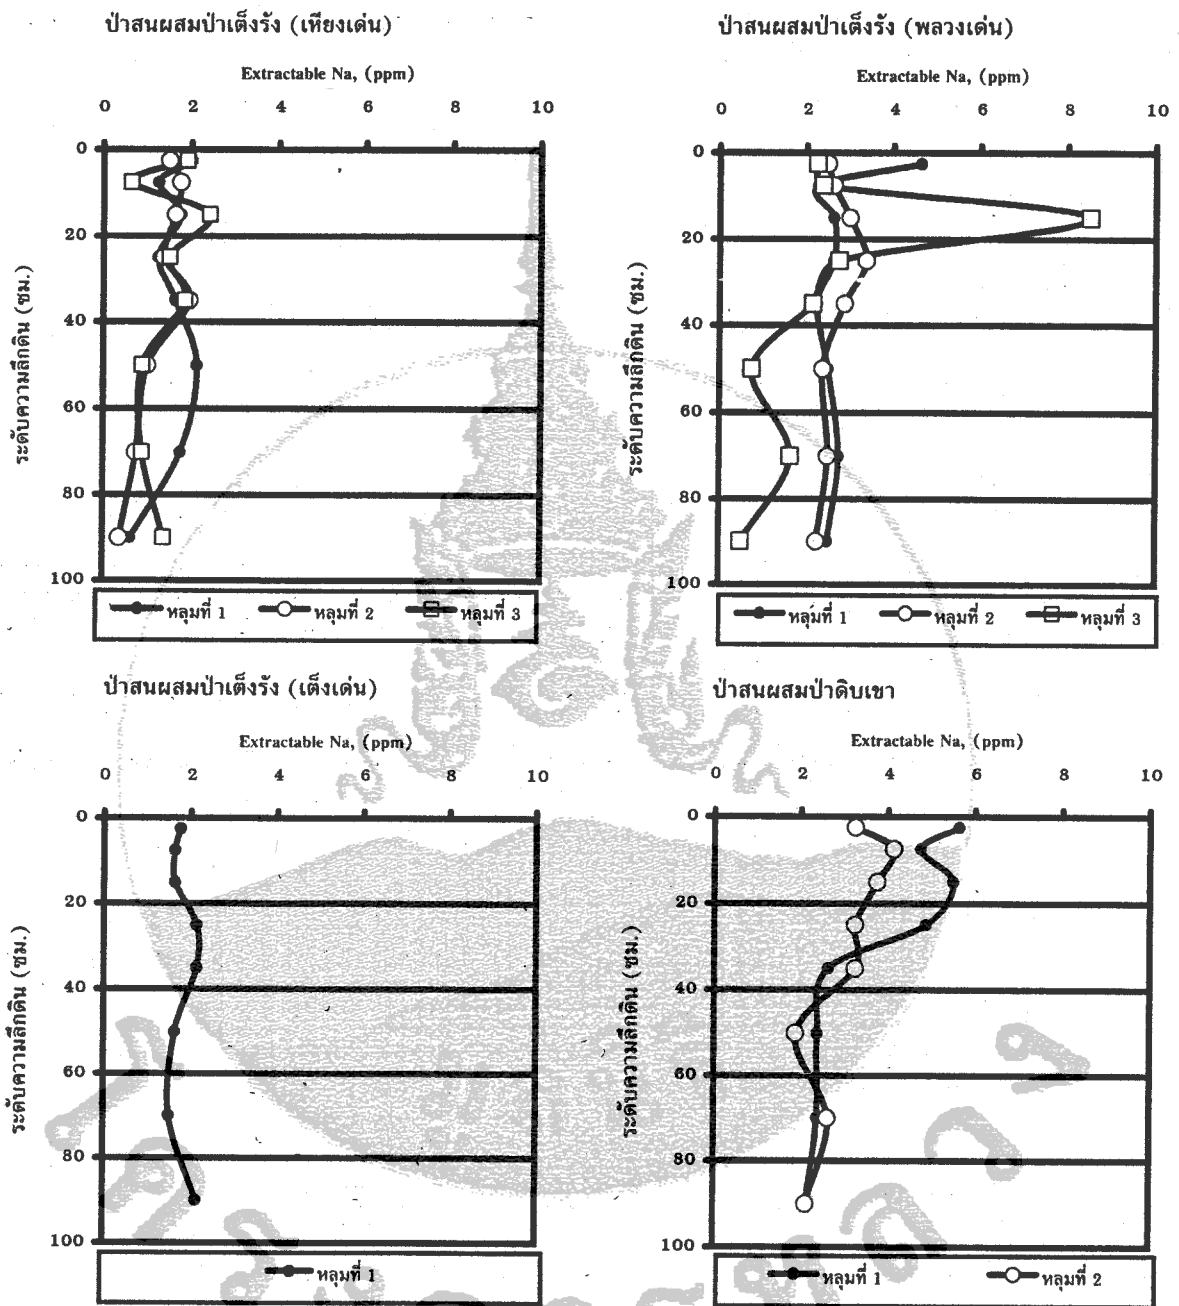 ป่าสนผสมป่าเต็งรัง (เหียงเด่น)
Extractable Na, (ppm)
0 2 4 6 8 10
0
20
40
60
80
100
ระดับความลึกดิน (ซม.)
หลุมที่ 1 หลุมที่ 2 หลุมที่ 3
ป่าสนผสมป่าเต็งรัง (พลวงเด่น)
Extractable Na, (ppm)
0 2 4 6 8 10
0
20
40
60
80
100
ระดับความลึกดิน (ซม.)
หลุมที่ 1 หลุมที่ 2 หลุมที่ 3
ป่าสนผสมป่าเต็งรัง (เต็งเด่น)
Extractable Na, (ppm)
0 2 4 6 8 10
0
20
40
60
80
100
ระดับความลึกดิน (ซม.)
หลุมที่ 1
ป่าสนผสมป่าดิบเขา
Extractable Na, (ppm)
0 2 4 6 8 10
0
20
40
60
80
100
ระดับความลึกดิน (ซม.)
หลุมที่ 1 หลุมที่ 2